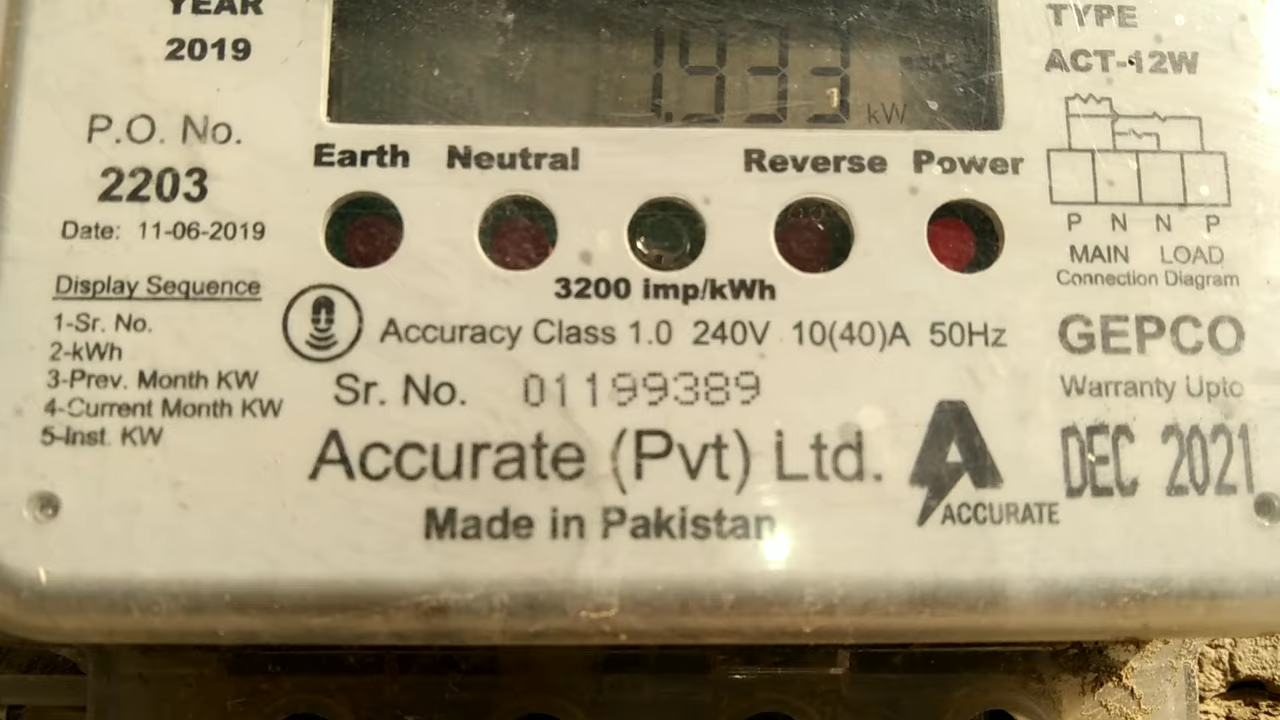 YEAR
2019
P.O. No.
2203
Date: 11-06-2019
Display Sequence
1-Sr. No.
2-kWh
3-Prev. Month KW
4-Current Month KW
5-Inst. KW
1.933 kW
Earth Neutral Reverse Power
3200 imp/kWh
Accuracy Class 1.0 240V 10(40)A 50Hz
Sr. No. 01199389
Accurate (Pvt) Ltd.
Made in Pakistan
ACCURATE
TYPE
ACT-12W
P N N P
MAIN LOAD
Connection Diagram
GEPCO
Warranty Upto
DEC 2021